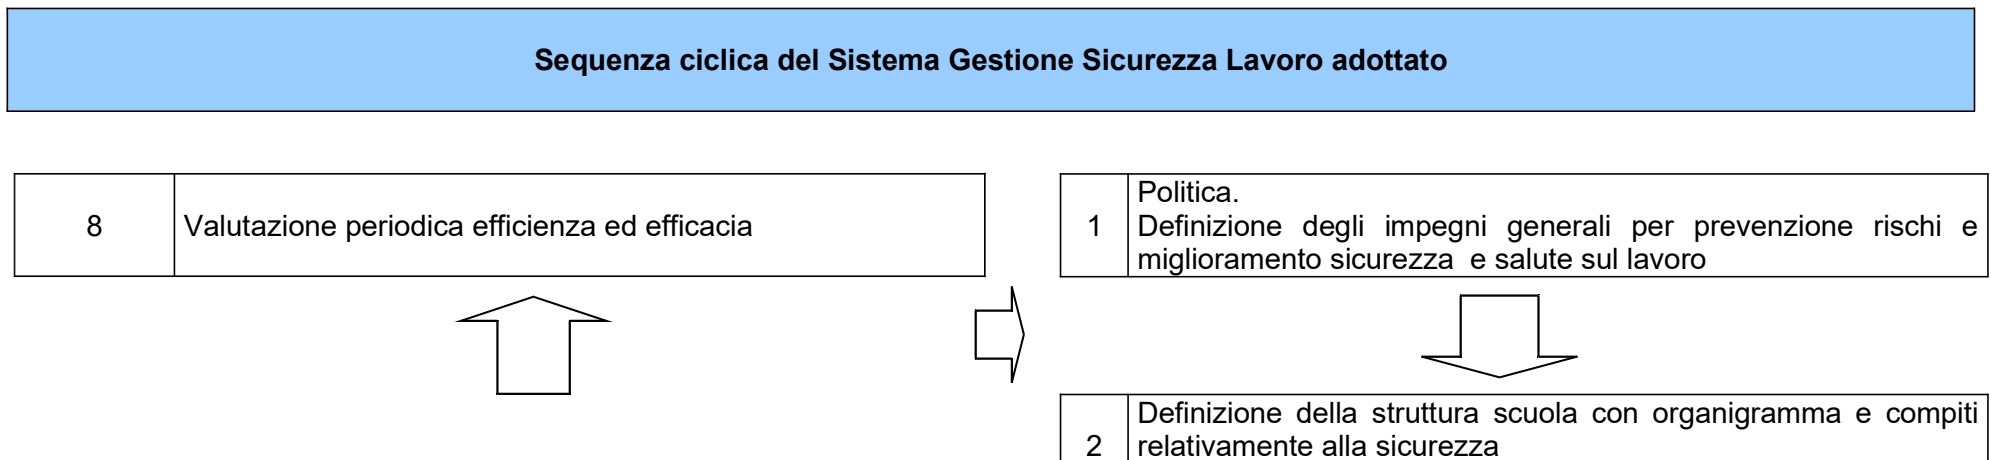 Sequenza ciclica del Sistema Gestione Sicurezza Lavoro adottato
8
Valutazione periodica efficienza ed efficacia
1
Politica.
Definizione degli impegni generali per prevenzione rischi e
miglioramento sicurezza e salute sul lavoro
2
Definizione della struttura scuola con organigramma e compiti
relativamente alla sicurezza